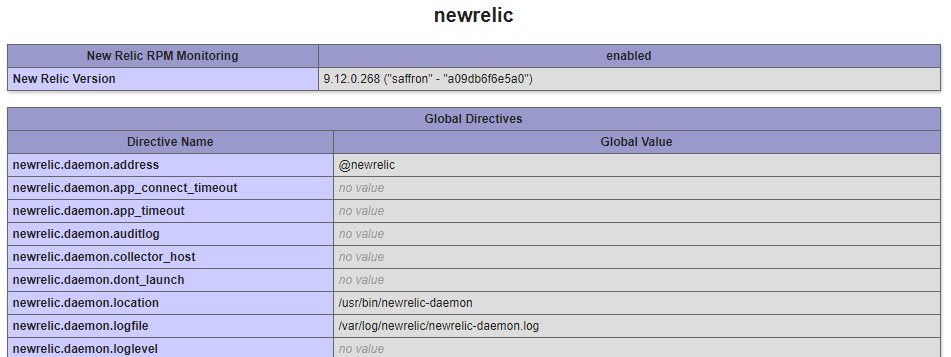 newrelic
New Relic RPM Monitoring enabled
New Relic Version 9.12.0.268 ("saffron" - "a09db6f6e5a0")
Global Directives
Directive Name Global Value
newrelic.daemon.address @newrelic
newrelic.daemon.app_connect_timeout no value
newrelic.daemon.app_timeout no value
newrelic.daemon.auditlog no value
newrelic.daemon.collector_host no value
newrelic.daemon.dont_launch no value
newrelic.daemon.location /usr/bin/newrelic-daemon
newrelic.daemon.logfile /var/log/newrelic/newrelic-daemon.log
newrelic.daemon.loglevel no value